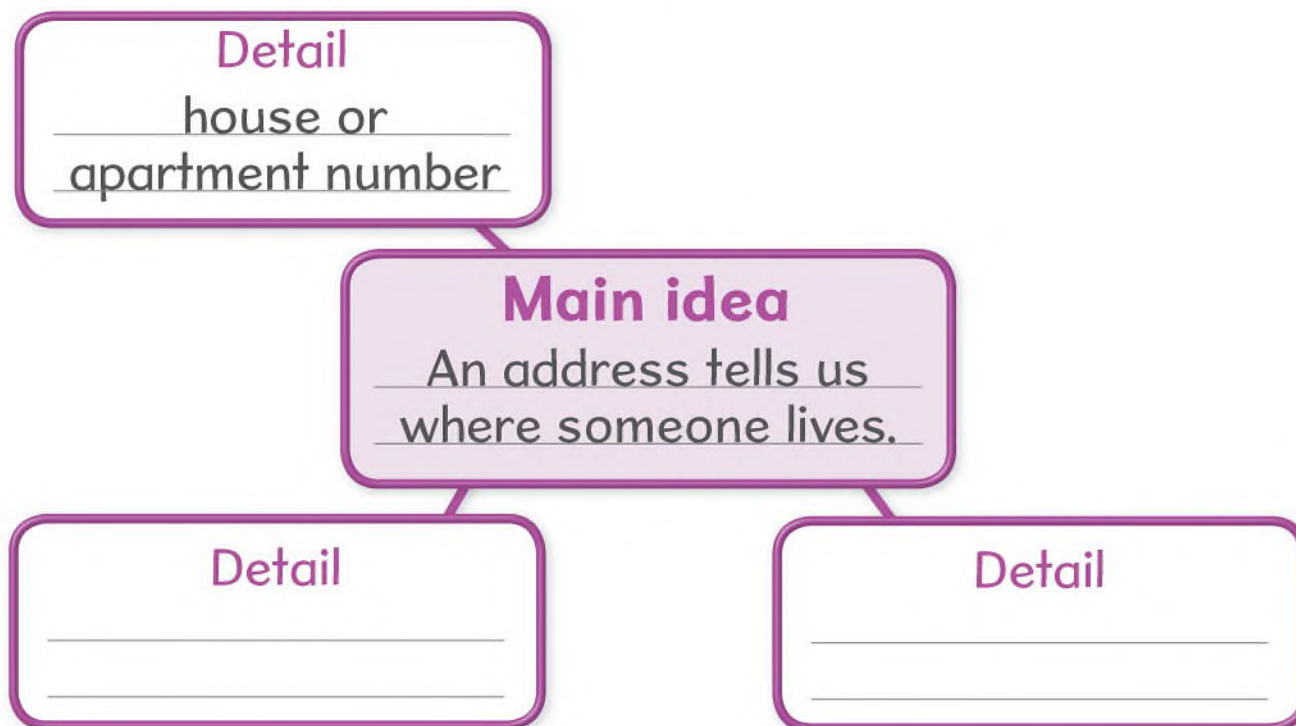 Detail
house or
apartment number
Main idea
An address tells us
where someone lives.
Detail
Detail